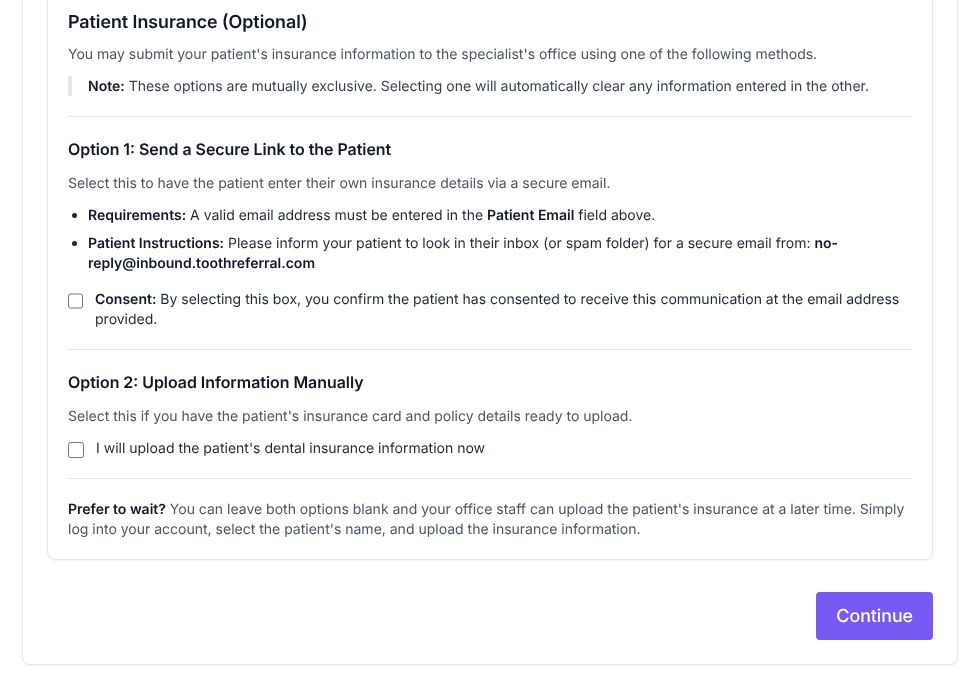 Patient Insurance (Optional)
You may submit your patient's insurance information to the specialist's office using one of the following methods.
Note: These options are mutually exclusive. Selecting one will automatically clear any information entered in the other.
Option 1: Send a Secure Link to the Patient
Select this to have the patient enter their own insurance details via a secure email.
• Requirements: A valid email address must be entered in the Patient Email field above.
• Patient Instructions: Please inform your patient to look in their inbox (or spam folder) for a secure email from: no-
reply@inbound.toothreferral.com
Consent: By selecting this box, you confirm the patient has consented to receive this communication at the email address
provided.
Option 2: Upload Information Manually
Select this if you have the patient's insurance card and policy details ready to upload.
I will upload the patient's dental insurance information now
Prefer to wait? You can leave both options blank and your office staff can upload the patient's insurance at a later time. Simply
log into your account, select the patient's name, and upload the insurance information.
Continue